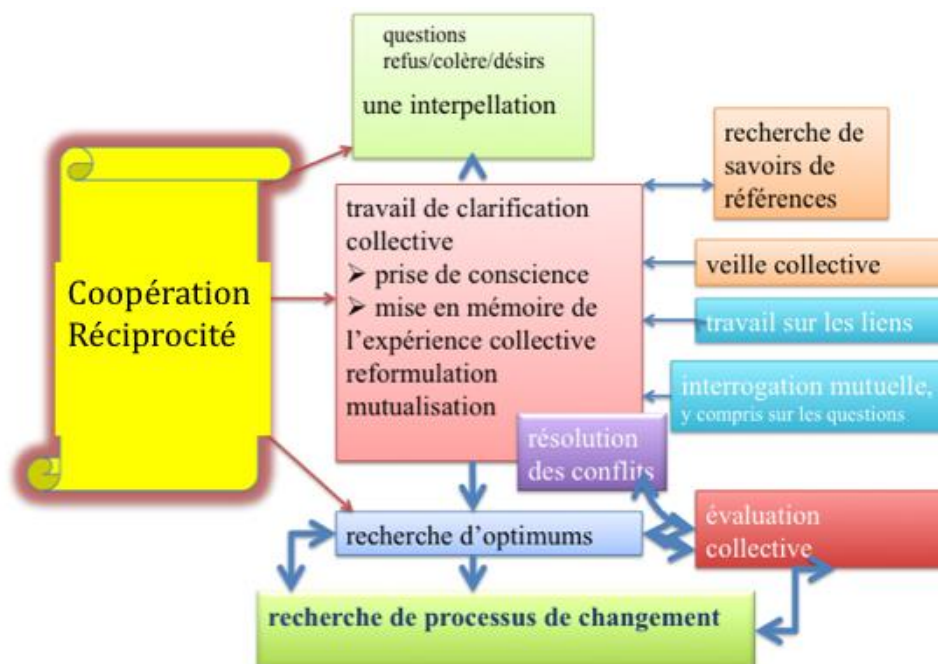 questions
refus/colère/désirs
une interpellation
Coopération
Réciprocité
travail de clarification
collective
➢ prise de conscience
➢ mise en mémoire de
l'expérience collective
reformulation
mutualisation
recherche de
savoirs de
références
veille collective
travail sur les liens
interrogation mutuelle,
y compris sur les questions
résolution
des conflits
recherche d'optimums
évaluation
collective
recherche de processus de changement